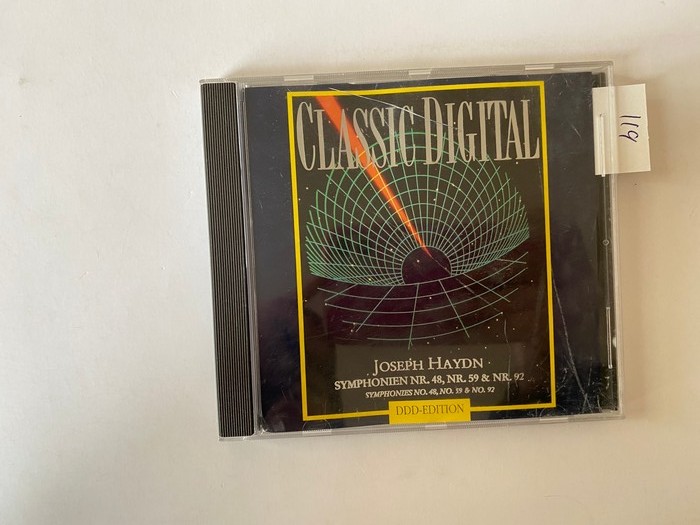 CLASSIC DIGITAL
JOSEPH HAYDN
SYMPHONIEN NR. 48, NR. 59 & NR. 92
SYMPHONIES NO. 48, NO. 59 & NO. 92
DDD-EDITION
119